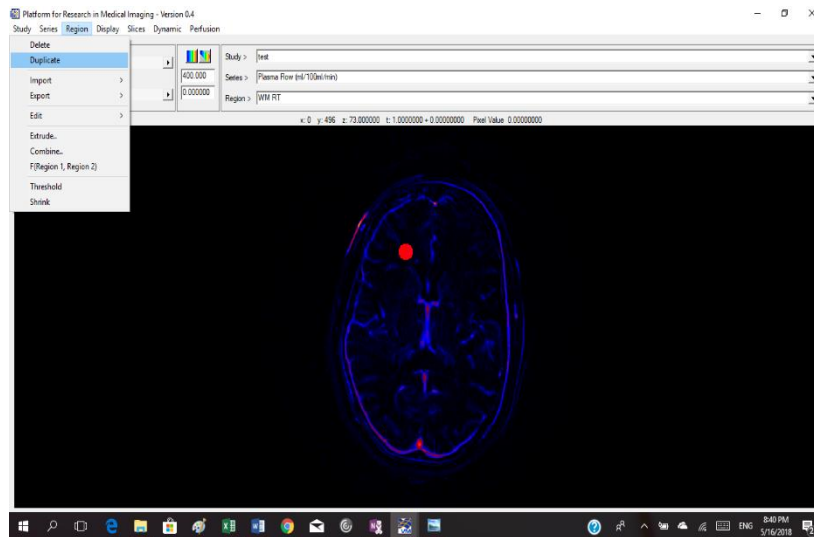 Platform for Research in Medical Imaging - Version 0.4
Study Series Region Display Slices Dynamic Perfusion
Delete
Duplicate
Import
Export
Edit
Extrude..
Combine..
F(Region 1, Region 2)
Threshold
Shrink
400.000
0.000000
Study > test
Series > Plasma Flow (ml/100ml/min)
Region > WM RT
x: 0 y: 496 z: 73.000000 t: 1.0000000 + 0.00000000 Pixel Value 0.00000000
ENG
8:40 PM
5/16/2018